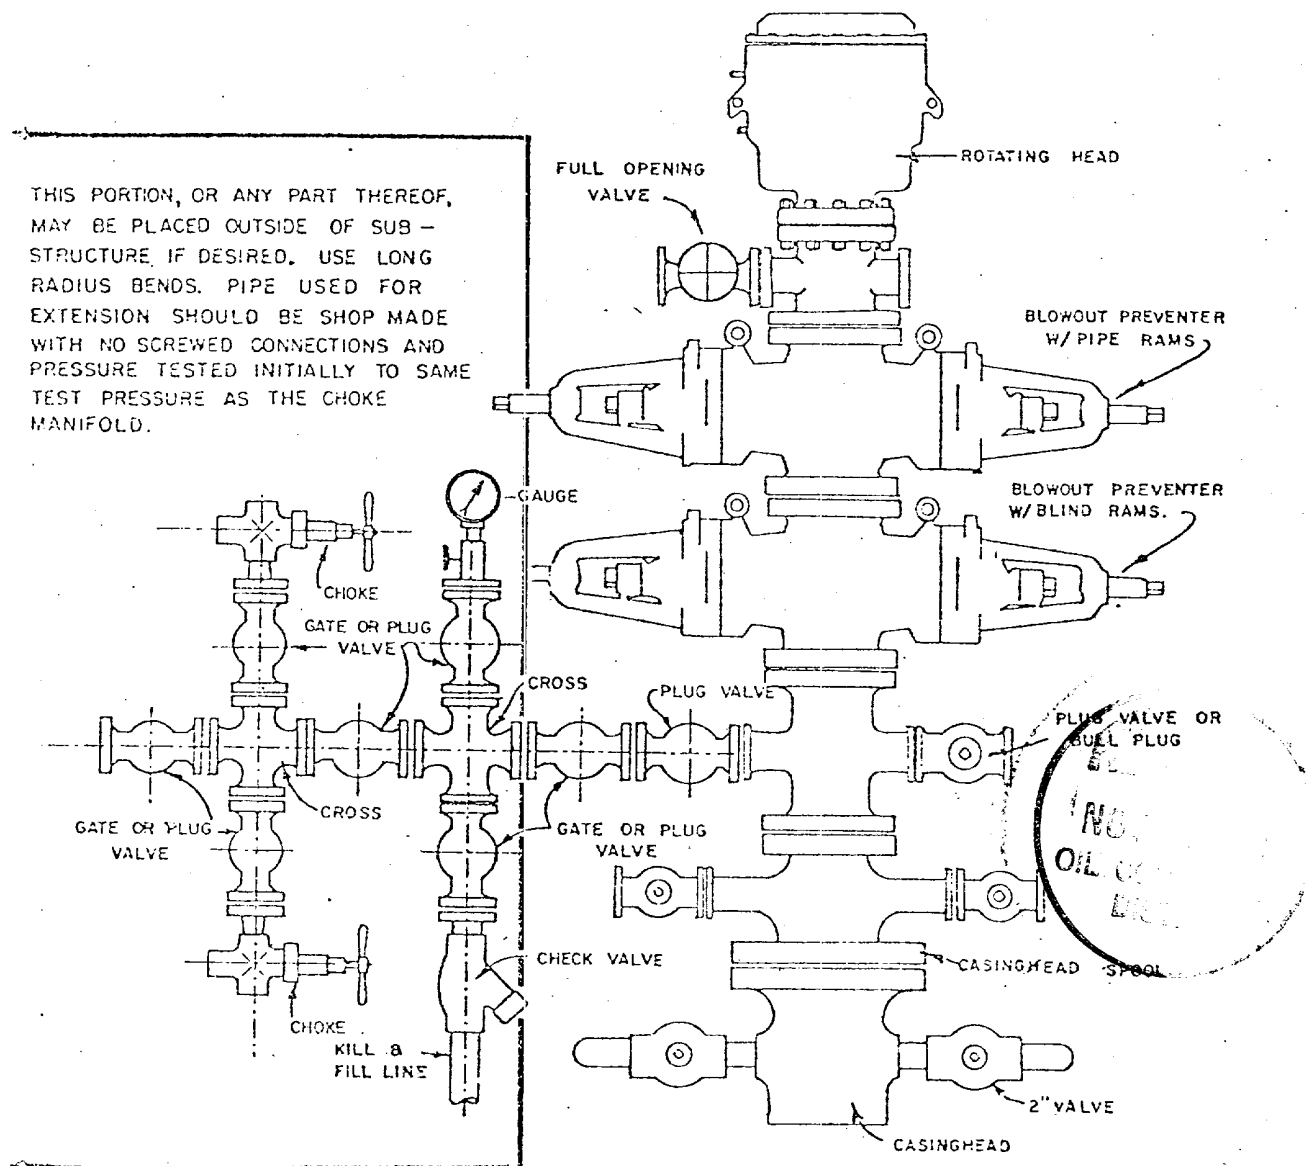 ROTATING HEAD
FULL OPENING
VALVE
THIS PORTION, OR ANY PART THEREOF,
MAY BE PLACED OUTSIDE OF SUB-
STRUCTURE IF DESIRED. USE LONG
RADIUS BENDS. PIPE USED FOR
EXTENSION SHOULD BE SHOP MADE
WITH NO SCREWED CONNECTIONS AND
PRESSURE TESTED INITIALLY TO SAME
TEST PRESSURE AS THE CHOKE
MANIFOLD.
BLOWOUT PREVENTER
W/ PIPE RAMS
GAUGE
BLOWOUT PREVENTER
W/ BLIND RAMS.
CHOKE
GATE OR PLUG
VALVE
CROSS
PLUG VALVE
PLUG VALVE OR
BULL PLUG
CROSS
GATE OR PLUG
VALVE
GATE OR PLUG
VALVE
NO
OIL
CHECK VALVE
CASINGHEAD SPOOL
CHOKE
KILL &
FILL LINE
2" VALVE
CASINGHEAD